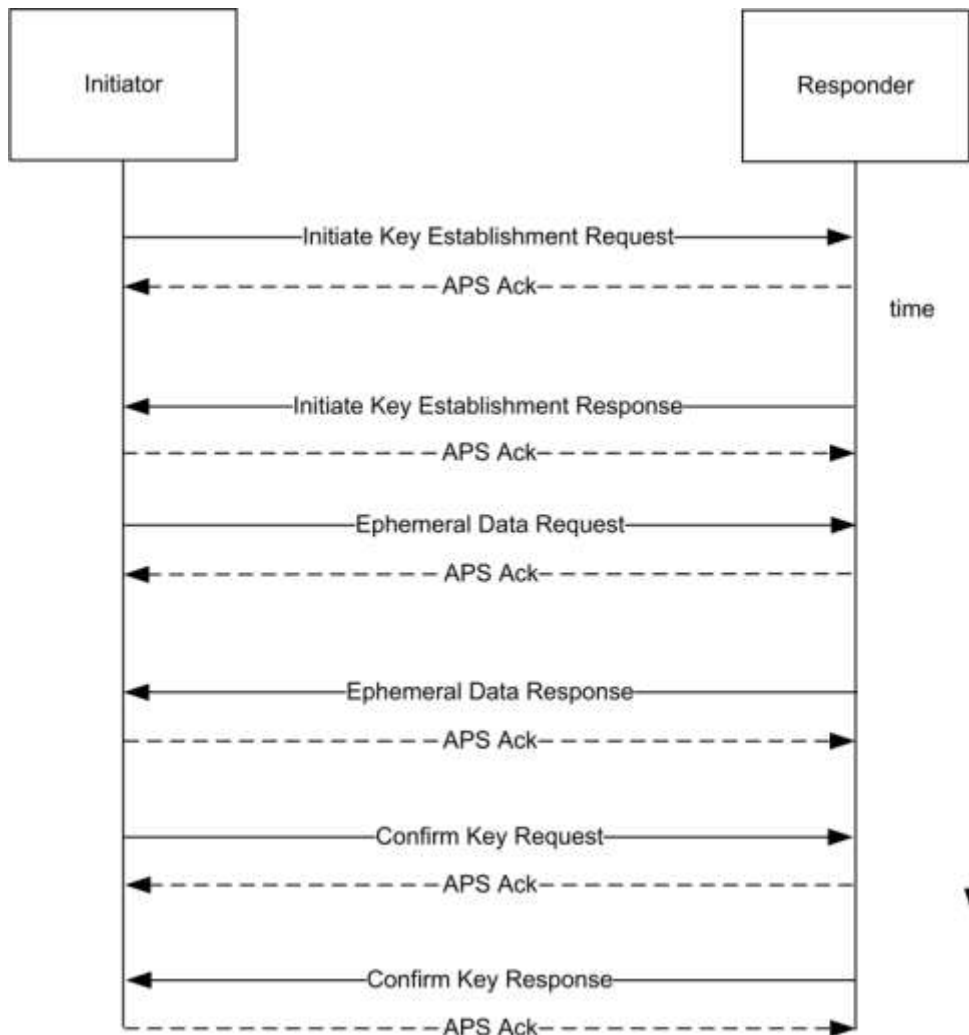 Initiator
Responder
Initiate Key Establishment Request
APS Ack
time
Initiate Key Establishment Response
APS Ack
Ephemeral Data Request
APS Ack
Ephemeral Data Response
APS Ack
Confirm Key Request
APS Ack
Confirm Key Response
APS Ack